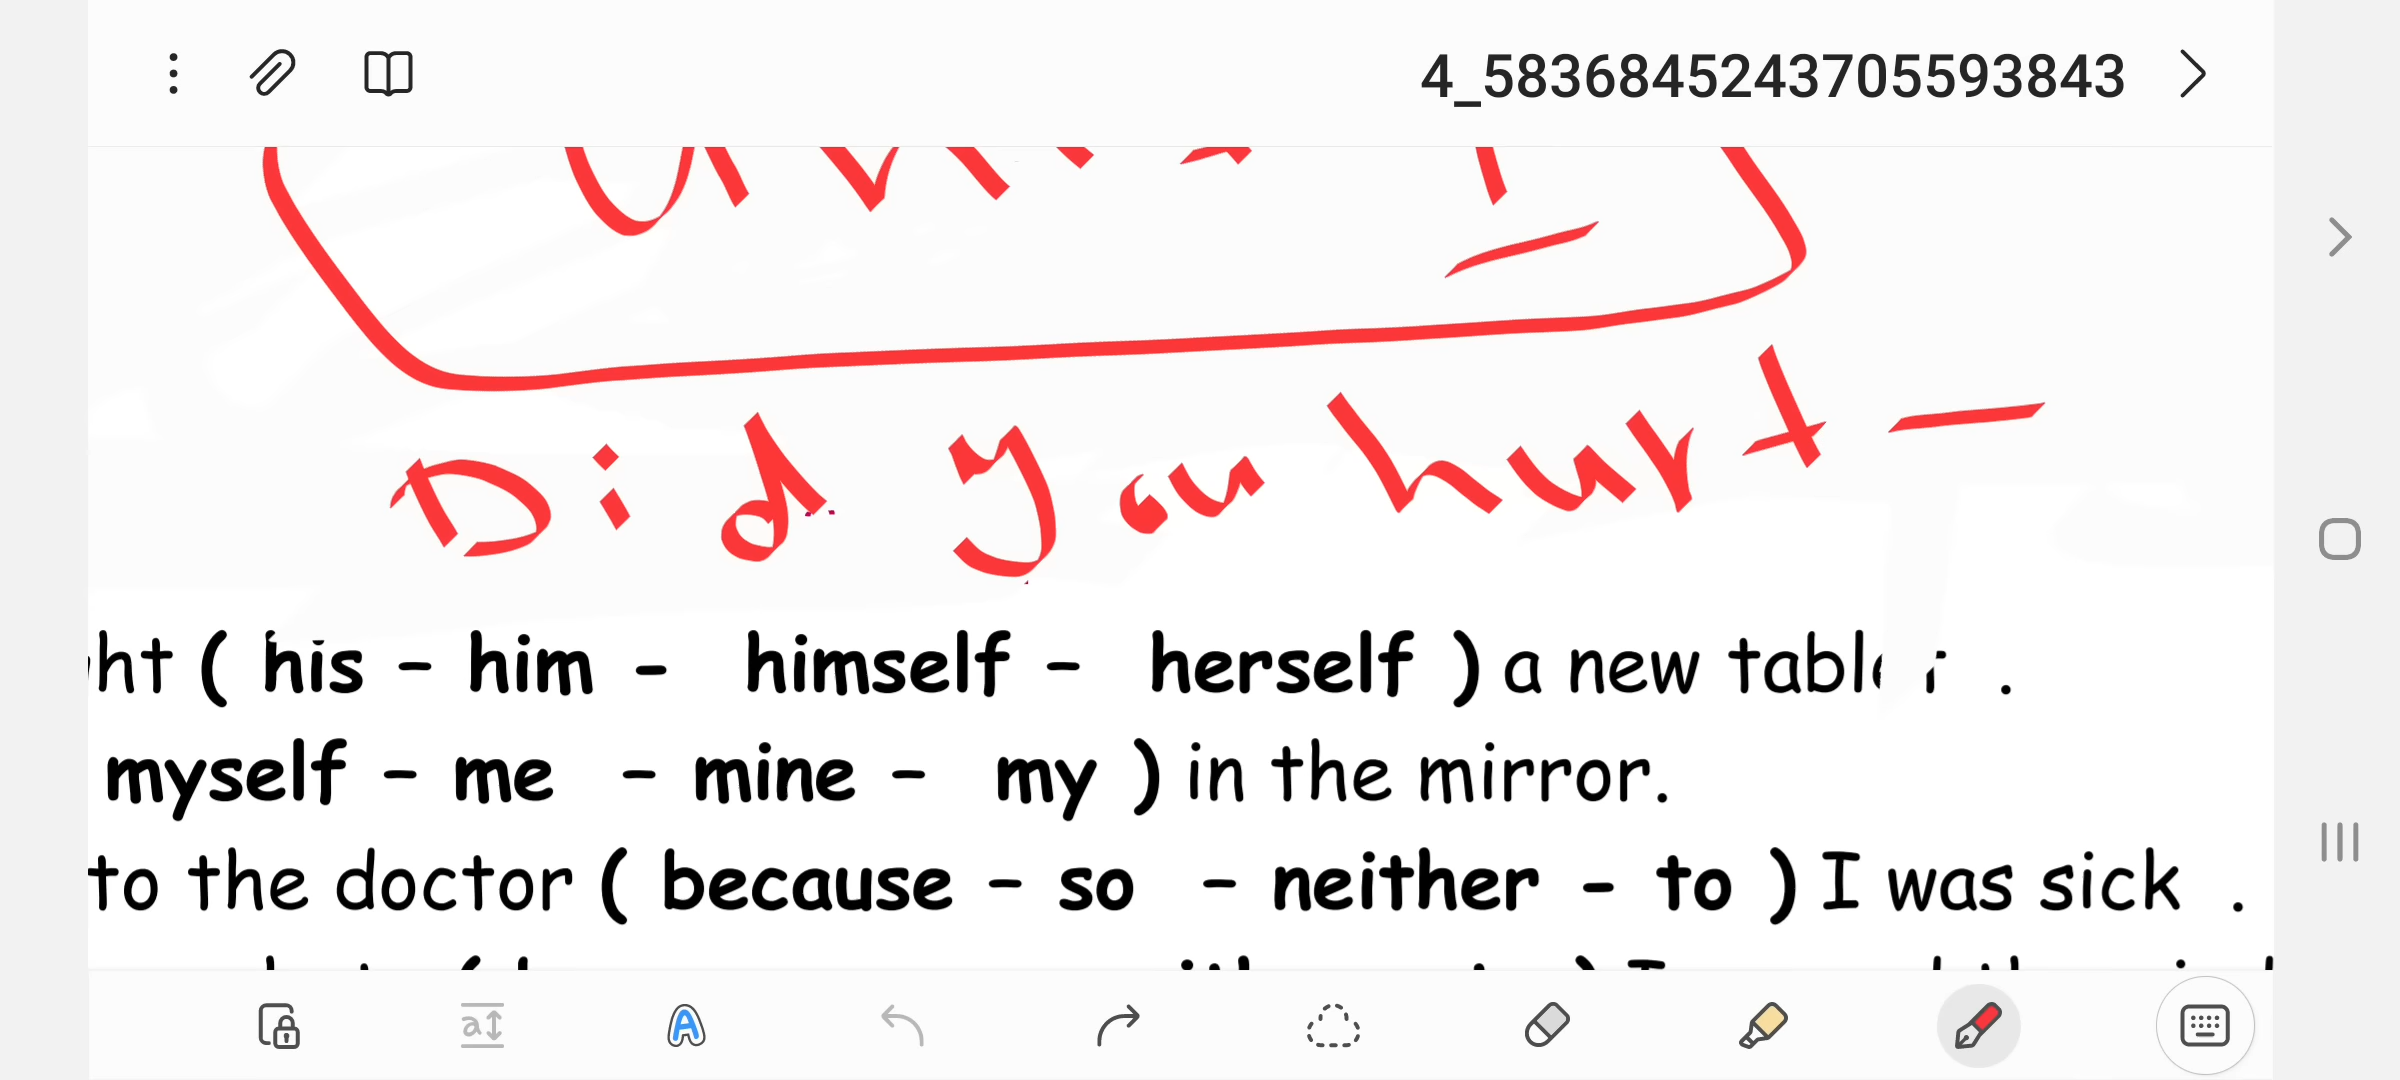 4_5836845243705593843
Did you hurt -
ht ( his - him - himself - herself ) a new table .
myself - me - mine - my ) in the mirror.
to the doctor ( because - so - neither - to ) I was sick .